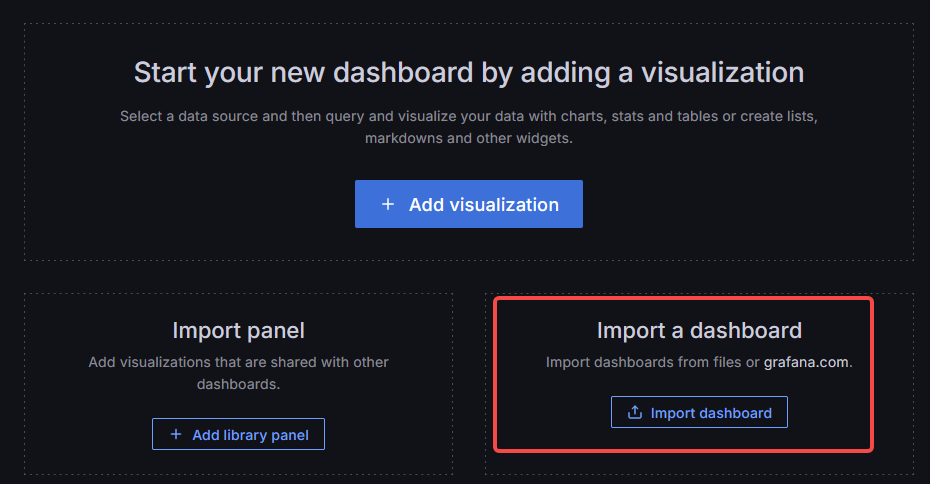 Start your new dashboard by adding a visualization
Select a data source and then query and visualize your data with charts, stats and tables or create lists,
markdowns and other widgets.
Add visualization
Import panel
Add visualizations that are shared with other
dashboards.
Add library panel
Import a dashboard
Import dashboards from files or grafana.com.
Import dashboard